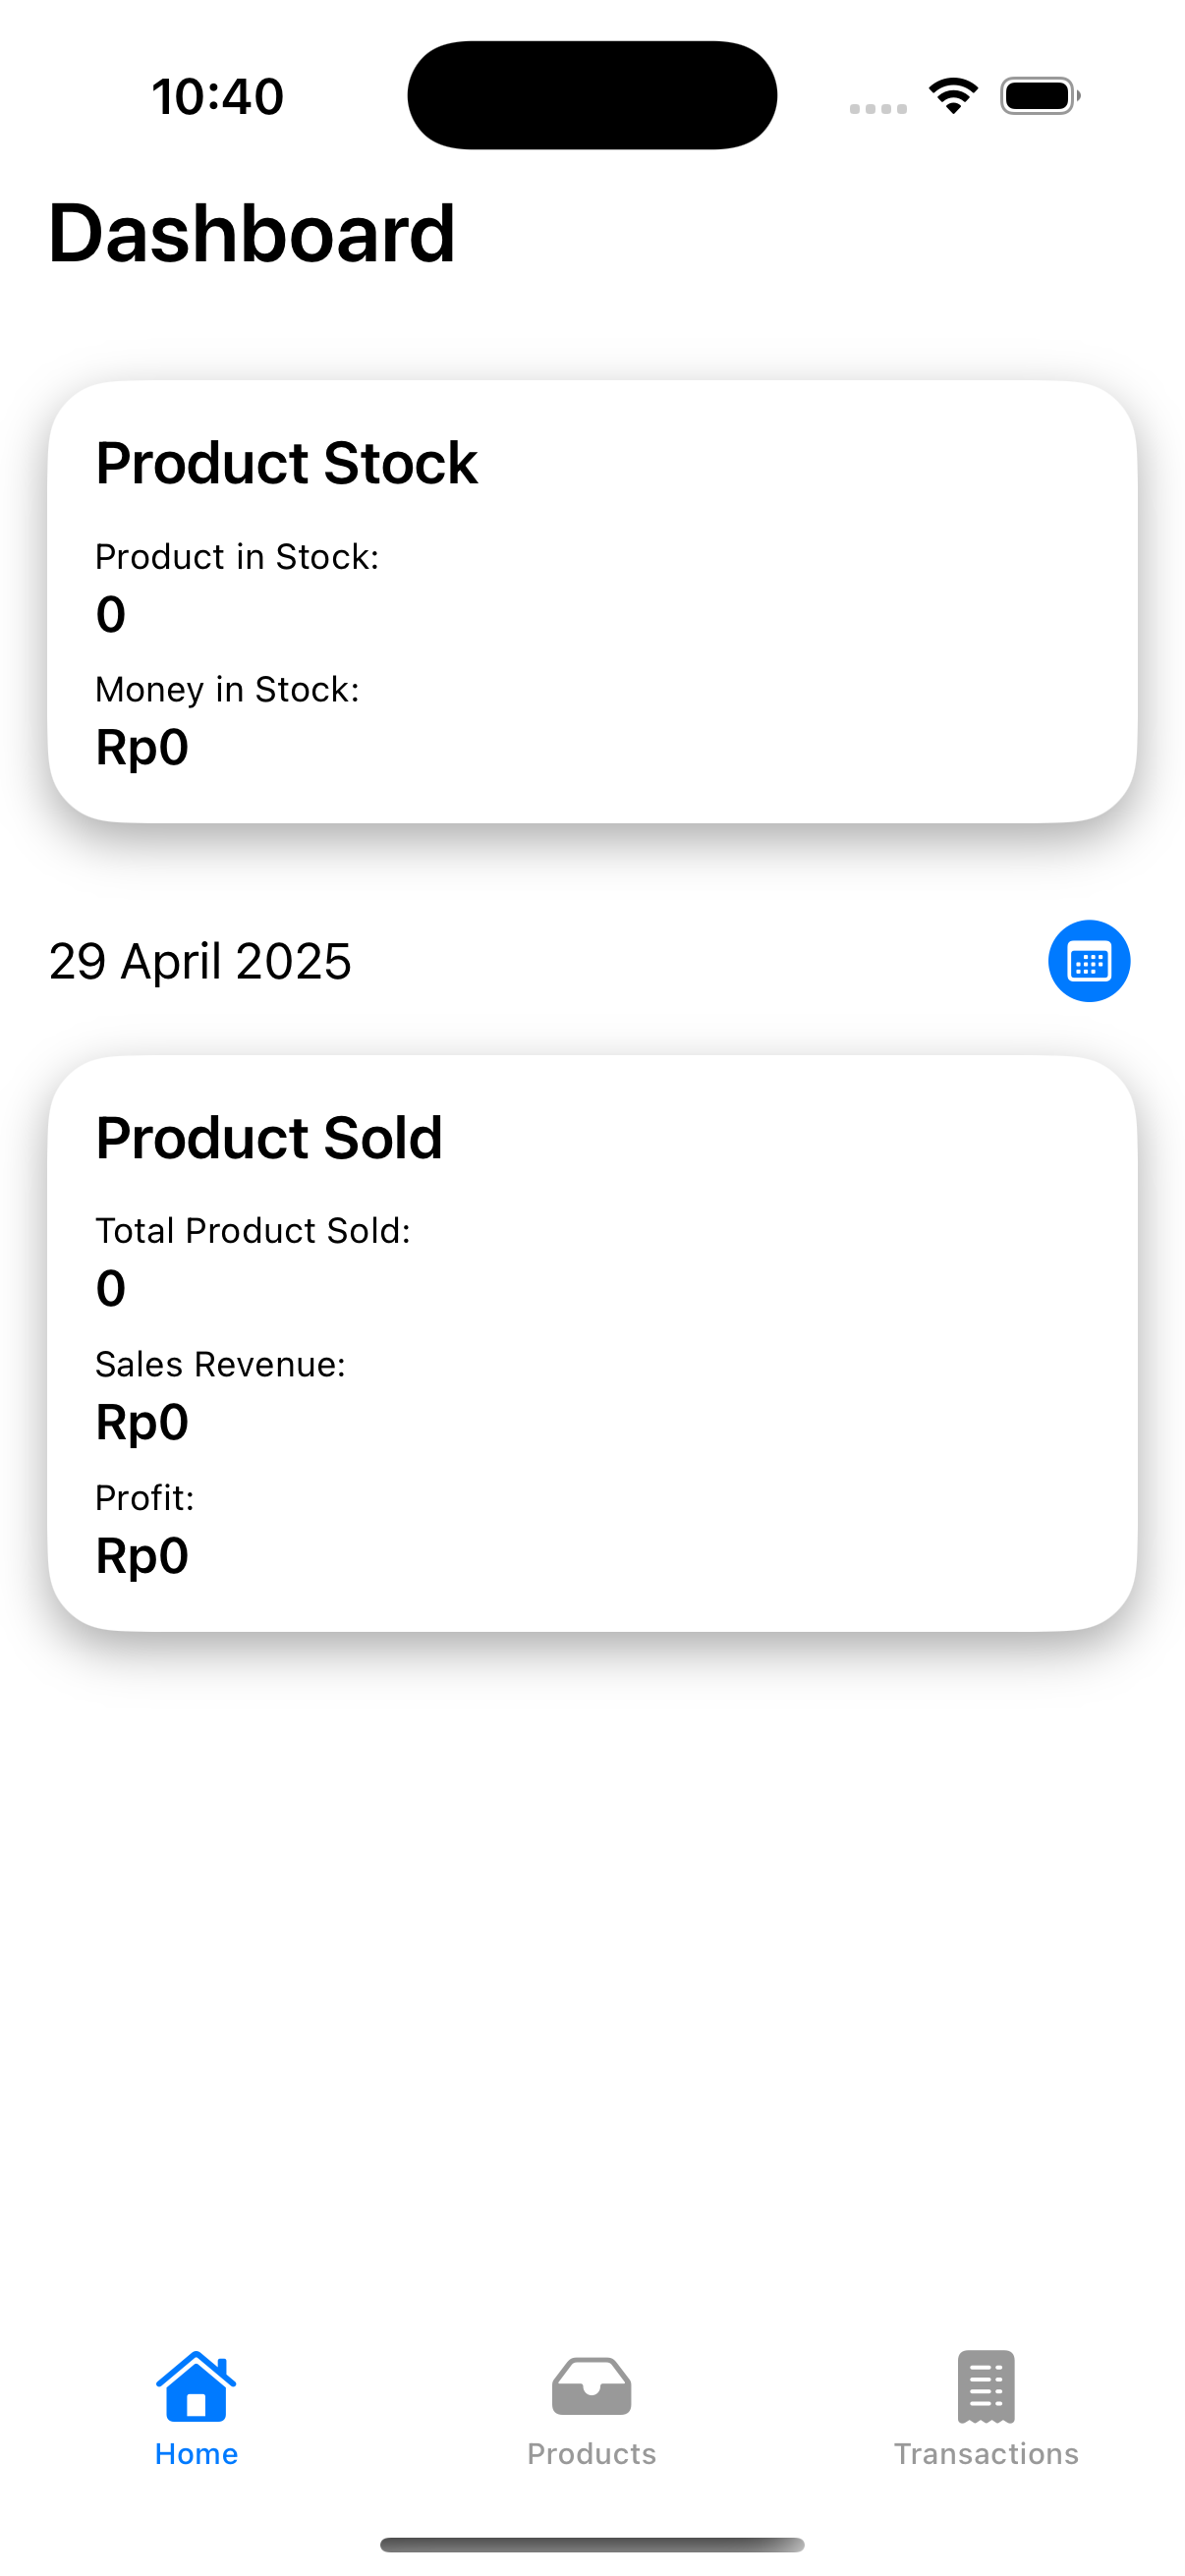 10:40
Dashboard
Product Stock
Product in Stock:
0
Money in Stock:
Rp0
29 April 2025
Product Sold
Total Product Sold:
0
Sales Revenue:
Rp0
Profit:
Rp0
Home
Products
Transactions